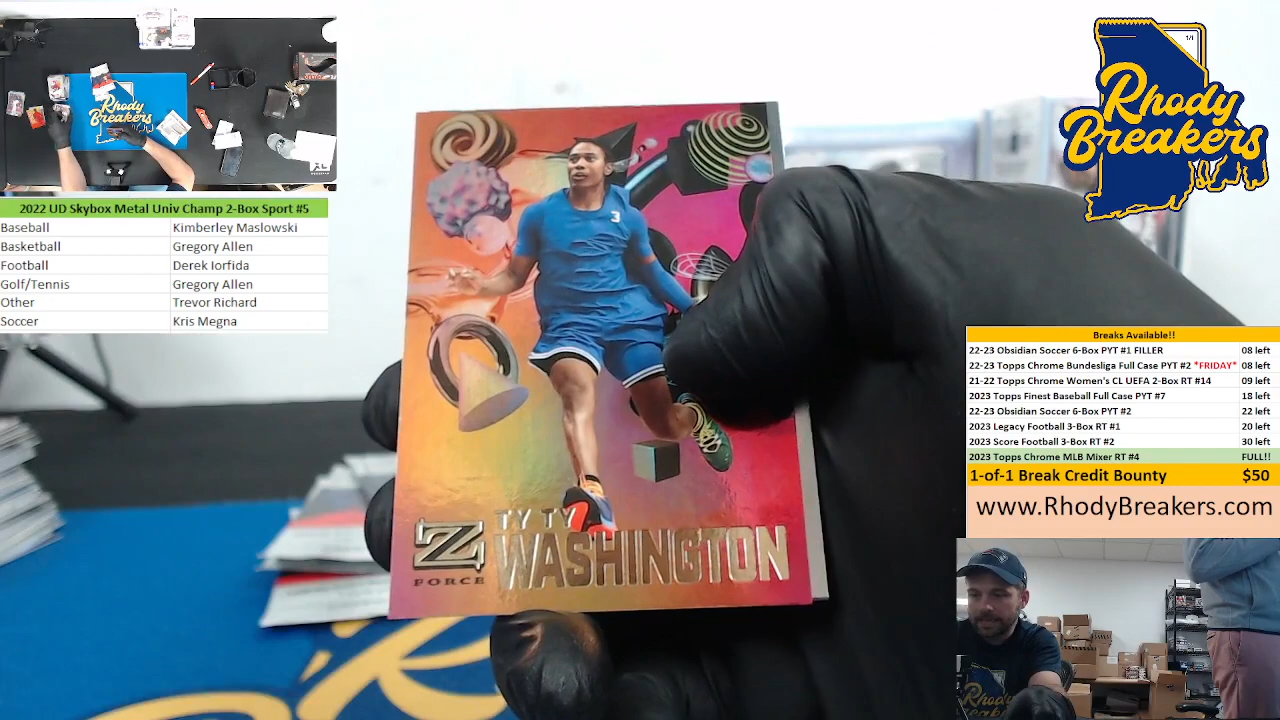 Rhody
Breakers
2022 UD Skybox Metal Univ Champ 2-Box Sport #5
Baseball Kimberley Maslowski
Basketball Gregory Allen
Football Derek Iorfida
Golf/Tennis Gregory Allen
Other Trevor Richard
Soccer Kris Megna
3
Z
FORCE
TY TY
WASHINGTON
1/1
Rhody
Breakers
Breaks Available!!
22-23 Obsidian Soccer 6-Box PYT #1 FILLER 08 left
22-23 Topps Chrome Bundesliga Full Case PYT #2 *FRIDAY* 08 left
21-22 Topps Chrome Women's CL UEFA 2-Box RT #14 09 left
2023 Topps Finest Baseball Full Case PYT #7 18 left
22-23 Obsidian Soccer 6-Box PYT #2 22 left
2023 Legacy Football 3-Box RT #1 20 left
2023 Score Football 3-Box RT #2 30 left
2023 Topps Chrome MLB Mixer RT #4 FULL!!
1-of-1 Break Credit Bounty $50
www.RhodyBreakers.com
Rhody